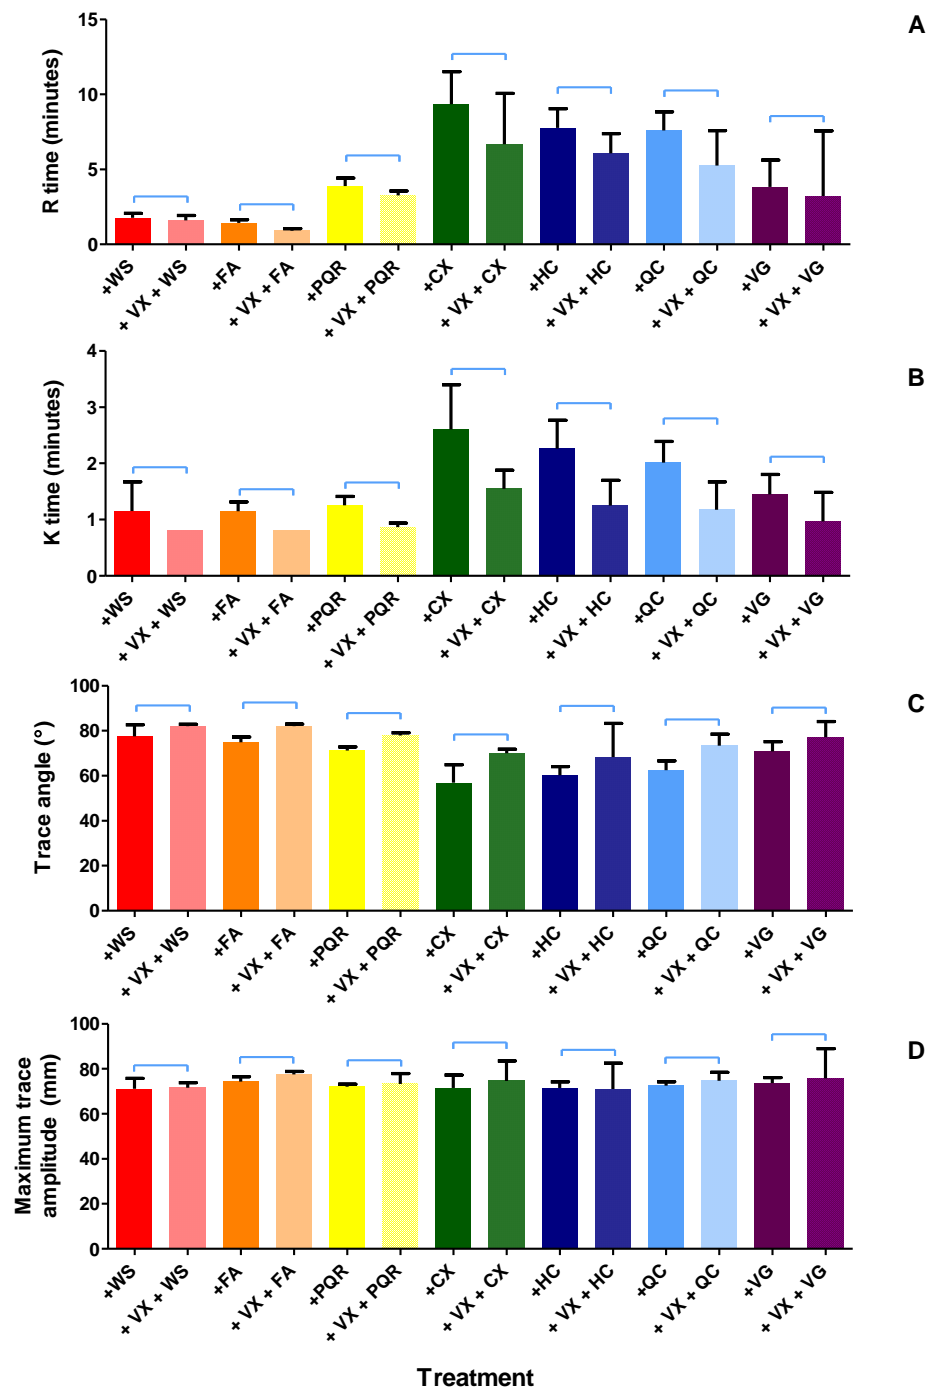 A
R time (minutes)
15
10
5
0
+WS
+ VX + WS
+FA
+ VX + FA
+PQR
+ VX + PQR
+CX
+ VX + CX
+HC
+ VX + HC
+QC
+ VX + QC
+VG
+ VX + VG
B
K time (minutes)
4
3
2
1
0
+WS
+ VX + WS
+FA
+ VX + FA
+PQR
+ VX + PQR
+CX
+ VX + CX
+HC
+ VX + HC
+QC
+ VX + QC
+VG
+ VX + VG
C
Trace angle (°)
100
80
60
40
20
0
+WS
+ VX + WS
+FA
+ VX + FA
+PQR
+ VX + PQR
+CX
+ VX + CX
+HC
+ VX + HC
+QC
+ VX + QC
+VG
+ VX + VG
D
Maximum trace
amplitude (mm)
100
80
60
40
20
0
+WS
+ VX + WS
+FA
+ VX + FA
+PQR
+ VX + PQR
+CX
+ VX + CX
+HC
+ VX + HC
+QC
+ VX + QC
+VG
+ VX + VG
Treatment